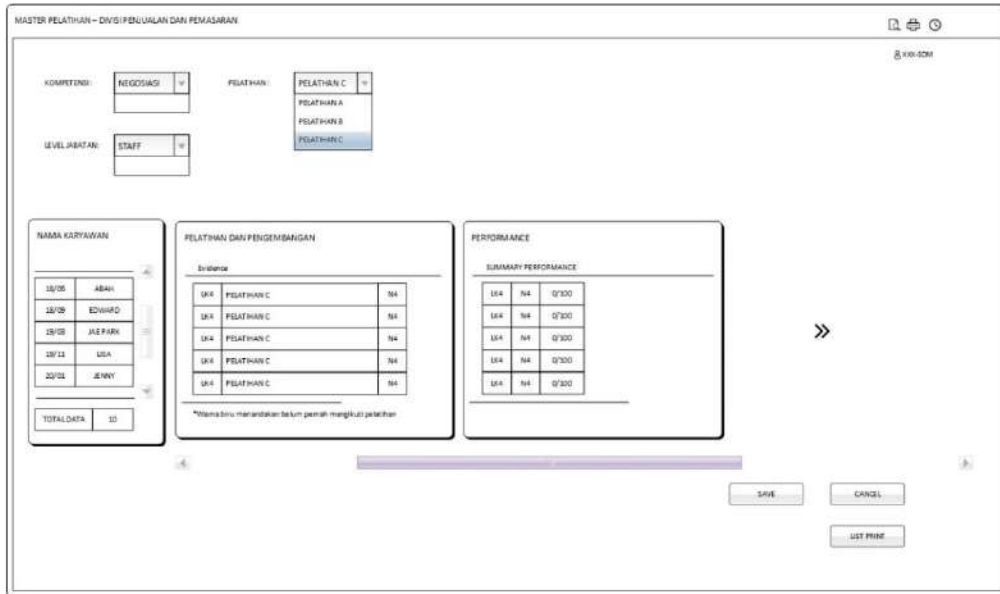 MASTER PELATIHAN – DIVISI PENJUALAN DAN PEMASARAN
XXX-SDM
KOMPETENSI: NEGOSIASI PELATIHAN: PELATIHAN C
PELATIHAN A
PELATIHAN B
PELATIHAN C
LEVEL JABATAN: STAFF
NAMA KARYAWAN
18/06 ABAH
18/09 EDWARD
19/03 JAE PARK
19/11 LISA
20/01 JENNY
TOTAL DATA 10
PELATIHAN DAN PENGEMBANGAN
Evidence
LK4 PELATIHAN C N4
LK4 PELATIHAN C N4
LK4 PELATIHAN C N4
LK4 PELATIHAN C N4
LK4 PELATIHAN C N4
*Warna biru menandakan belum pernah mengikuti pelatihan
PERFORMANCE
SUMMARY PERFORMANCE
LK4 N4 0/100
LK4 N4 0/100
LK4 N4 0/100
LK4 N4 0/100
LK4 N4 0/100
SAVE CANCEL
LIST PRINT